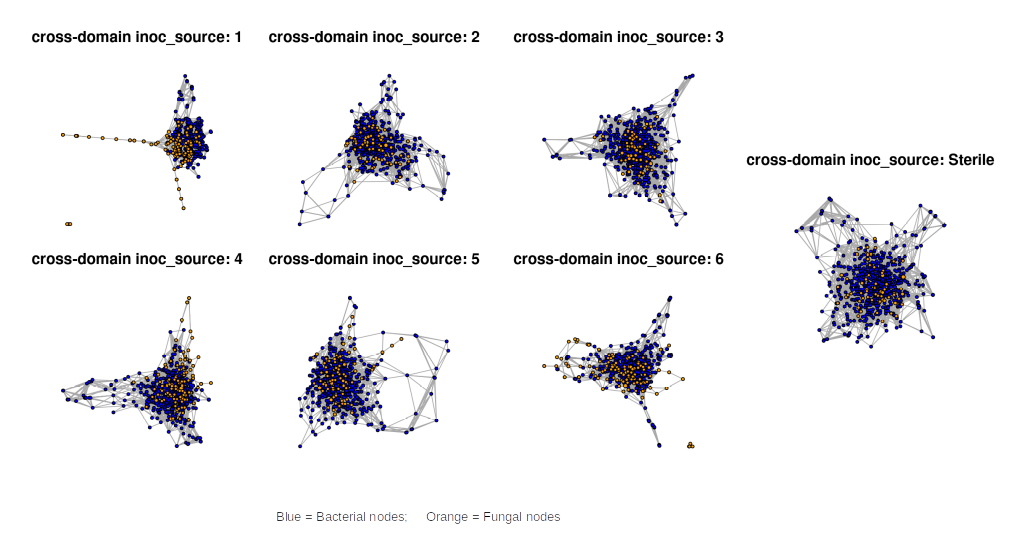 cross-domain inoc_source: 1
cross-domain inoc_source: 2
cross-domain inoc_source: 3
cross-domain inoc_source: Sterile
cross-domain inoc_source: 4
cross-domain inoc_source: 5
cross-domain inoc_source: 6
Blue = Bacterial nodes; Orange = Fungal nodes